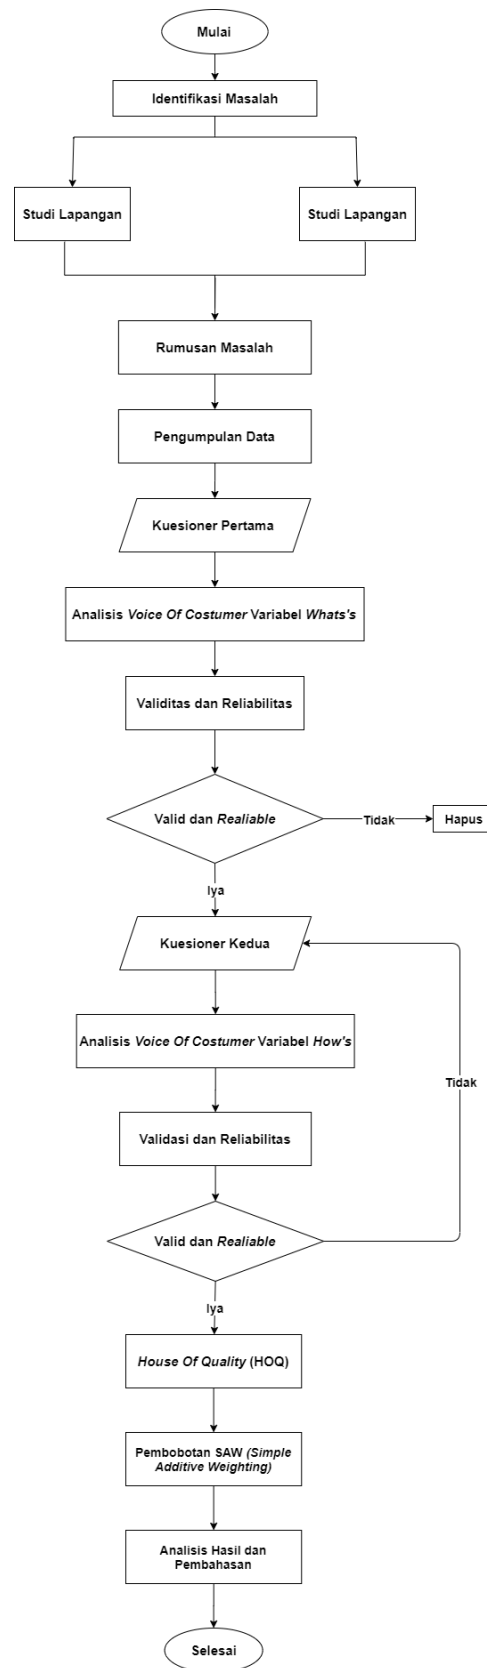 Mulai
Identifikasi Masalah
Studi Lapangan
Studi Lapangan
Rumusan Masalah
Pengumpulan Data
Kuesioner Pertama
Analisis Voice Of Costumer Variabel Whats's
Validitas dan Reliabilitas
Valid dan Realiable
Tidak
Hapus
Iya
Kuesioner Kedua
Analisis Voice Of Costumer Variabel How's
Tidak
Validasi dan Reliabilitas
Valid dan Realiable
Iya
House Of Quality (HOQ)
Pembobotan SAW (Simple
Additive Weighting)
Analisis Hasil dan
Pembahasan
Selesai